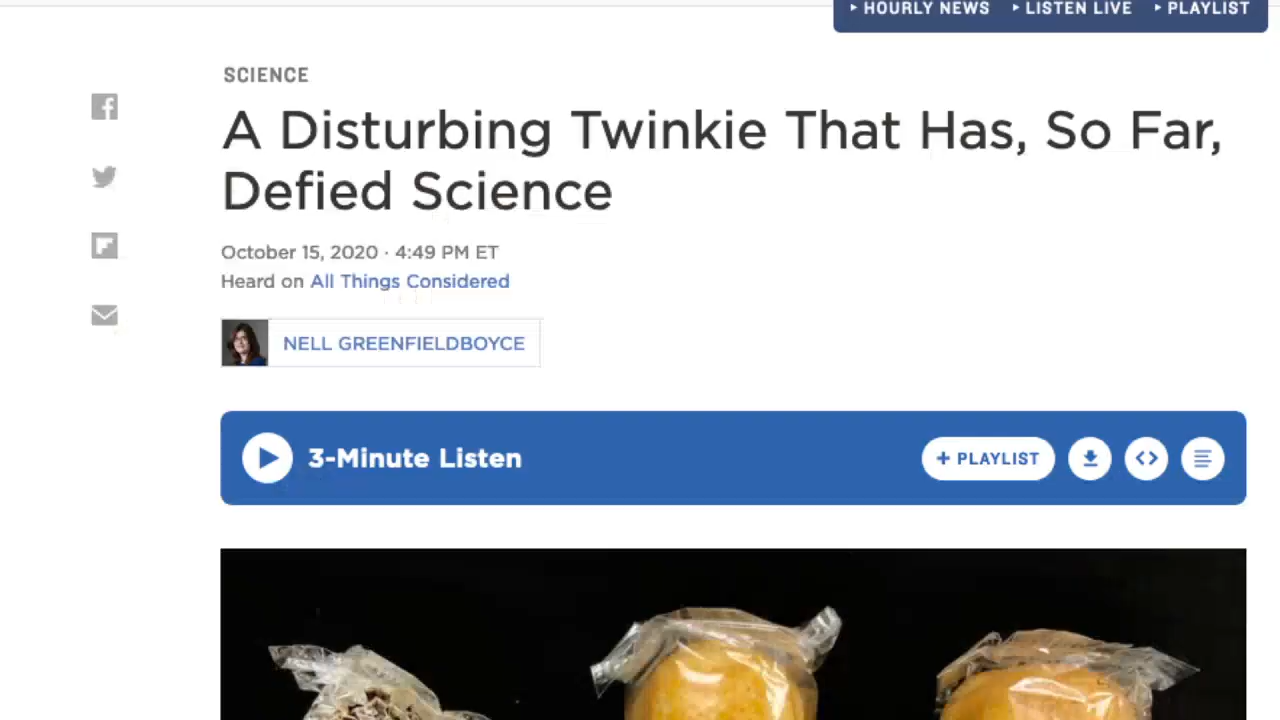 HOURLY NEWS LISTEN LIVE PLAYLIST
SCIENCE
A Disturbing Twinkie That Has, So Far,
Defied Science
October 15, 2020 · 4:49 PM ET
Heard on All Things Considered
NELL GREENFIELDBOYCE
3-Minute Listen + PLAYLIST